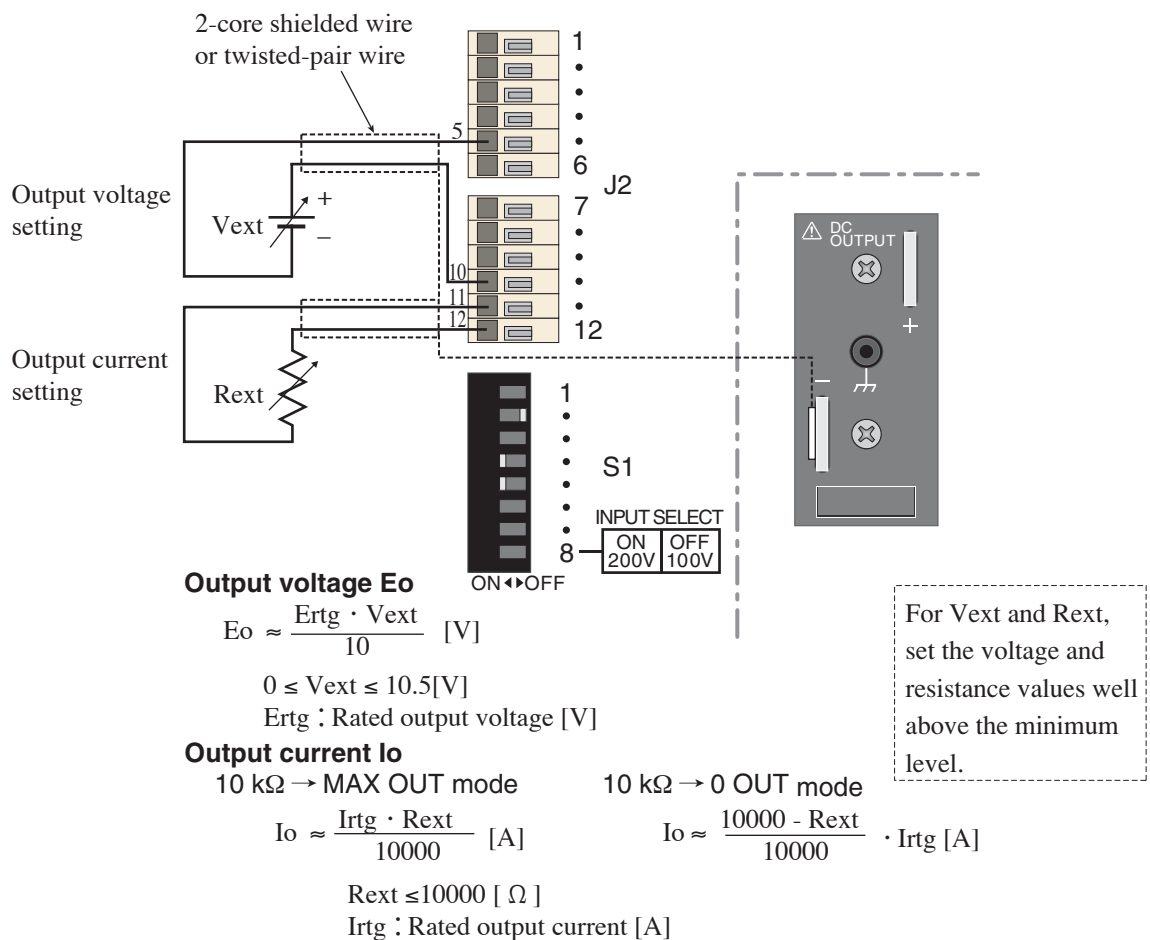 2-core shielded wire
or twisted-pair wire
1
5
6
J2
Output voltage
setting
Vext
+
−
7
10
11
12
12
Output current
setting
Rext
⚠ DC
OUTPUT
+
−
1
S1
INPUT SELECT
8
ON
200V
OFF
100V
ON◂▸OFF
Output voltage Eo
Eo ≈ Ertg · Vext / 10 [V]
0 ≤ Vext ≤ 10.5[V]
Ertg : Rated output voltage [V]
For Vext and Rext,
set the voltage and
resistance values well
above the minimum
level.
Output current Io
10 kΩ → MAX OUT mode
Io ≈ Irtg · Rext / 10000 [A]
10 kΩ → 0 OUT mode
Io ≈ 10000 - Rext / 10000 · Irtg [A]
Rext ≤10000 [ Ω ]
Irtg : Rated output current [A]